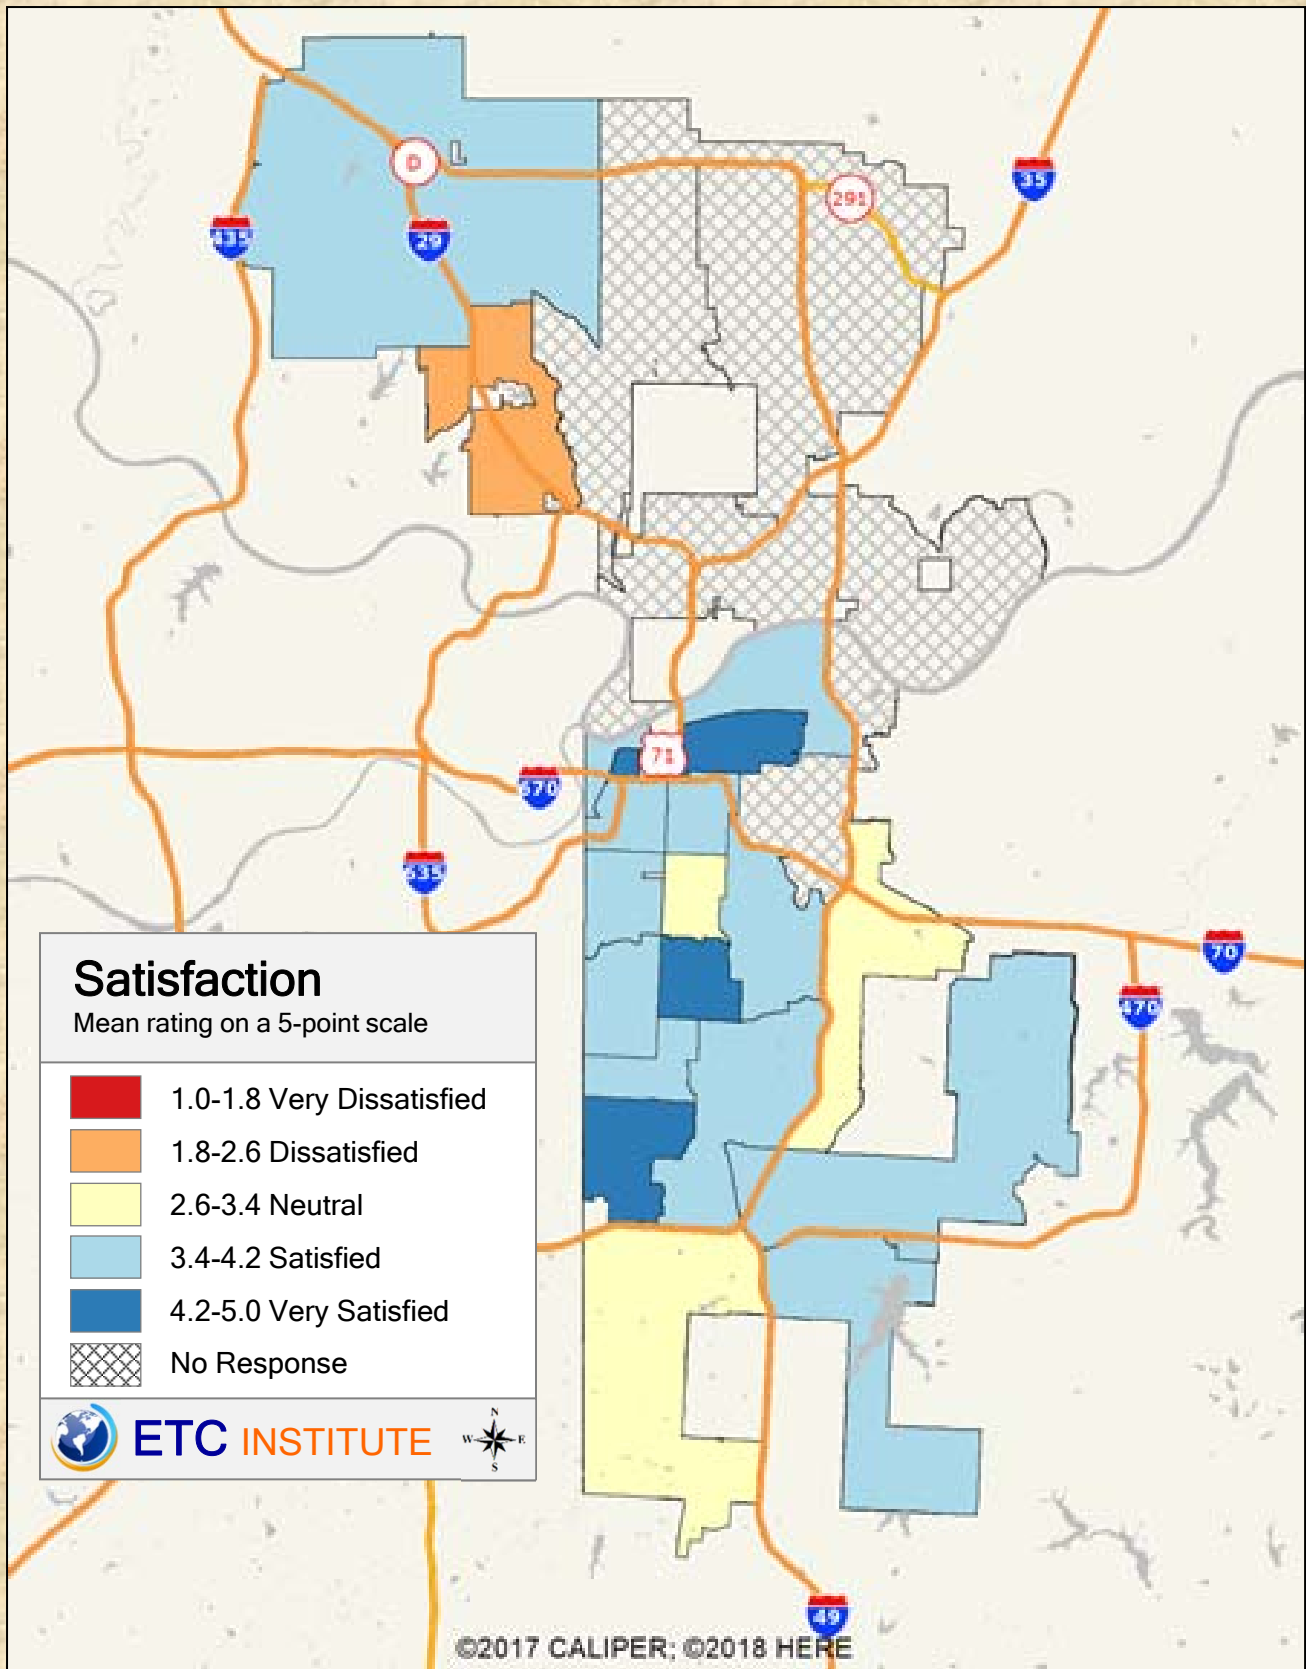 D
291
35
435
29
71
670
635
70
470
Satisfaction
Mean rating on a 5-point scale
1.0-1.8 Very Dissatisfied
1.8-2.6 Dissatisfied
2.6-3.4 Neutral
3.4-4.2 Satisfied
4.2-5.0 Very Satisfied
No Response
ETC INSTITUTE
N
W E
S
49
©2017 CALIPER; ©2018 HERE